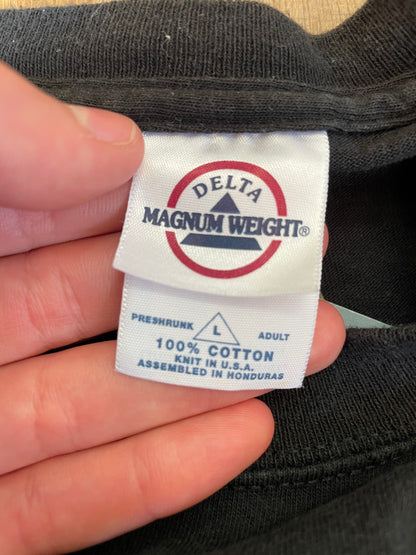 DELTA
MAGNUM WEIGHT®
PRESHRUNK L ADULT
100% COTTON
KNIT IN U.S.A.
ASSEMBLED IN HONDURAS